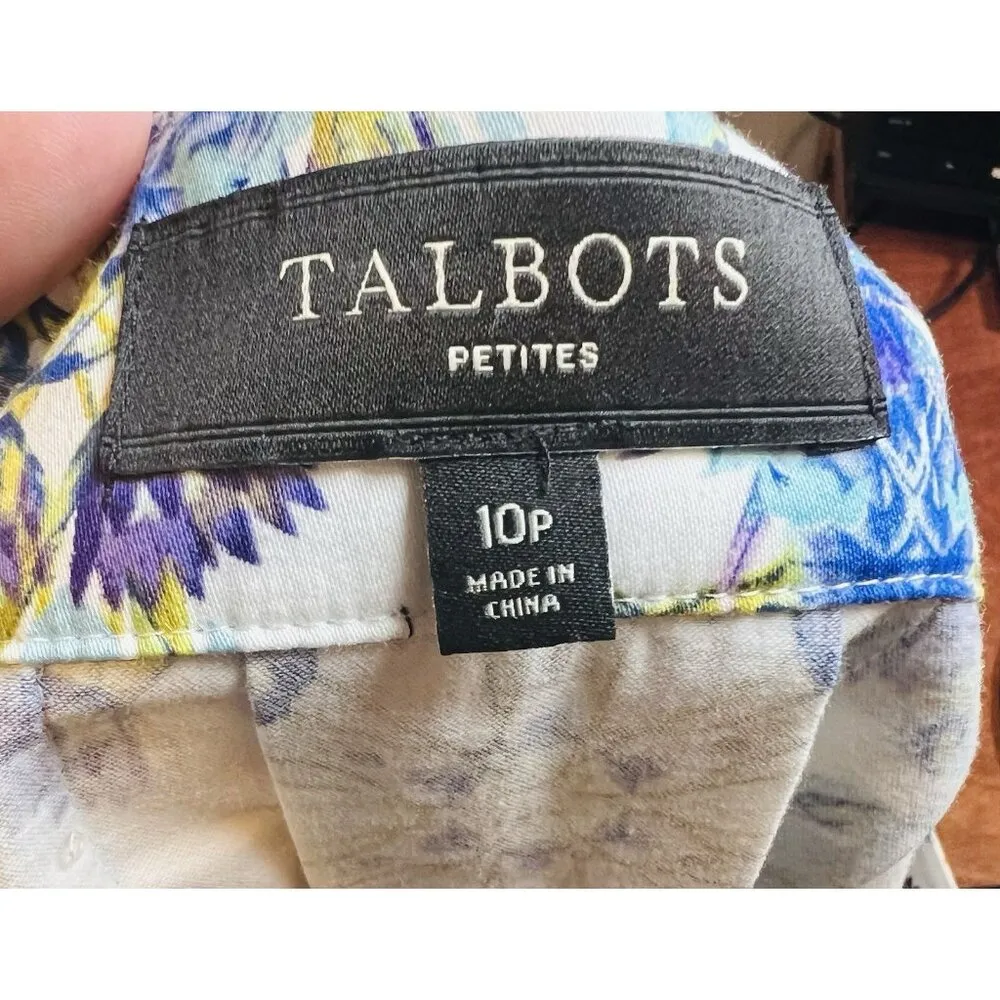 TALBOTS
PETITES
10P
MADE IN
CHINA